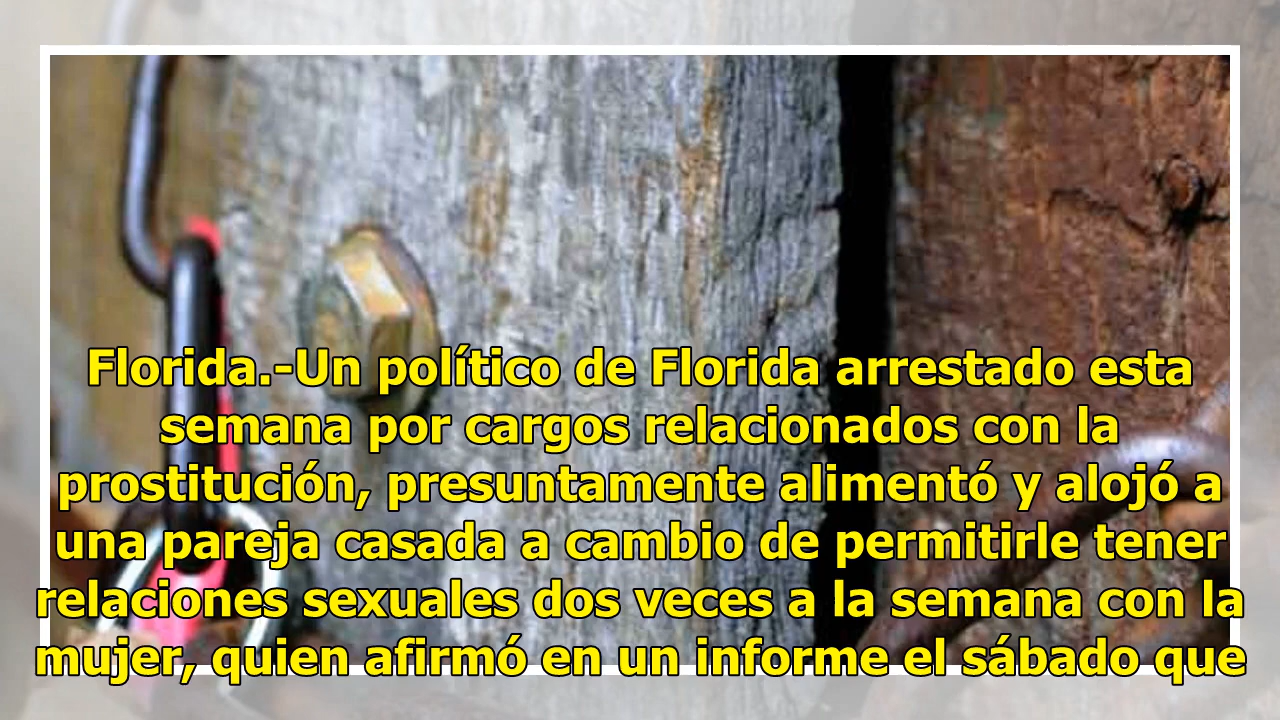 Florida.-Un político de Florida arrestado esta
semana por cargos relacionados con la
prostitución, presuntamente alimentó y alojó a
una pareja casada a cambio de permitirle tener
relaciones sexuales dos veces a la semana con la
mujer, quien afirmó en un informe el sábado que